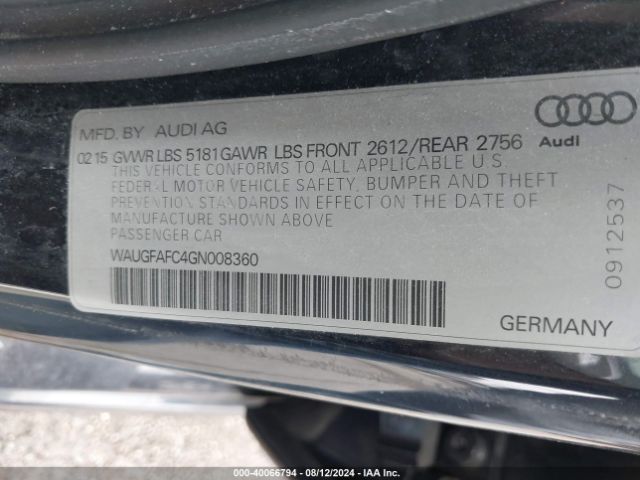 MFD. BY AUDI AG
02 15 GVWR LBS 5181 GAWR LBS FRONT 2612/REAR 2756
THIS VEHICLE CONFORMS TO ALL APPLICABLE U S.
FEDER-L MOTOR VEHICLE SAFETY, BUMPER AND THEFT
PREVENTION STANDARDS IN EFFECT ON THE DATE OF
MANUFACTURE SHOWN ABOVE
PASSENGER CAR
WAUGFAFC4GN008360
Audi
0912537
GERMANY
000-40066794 - 08/12/2024 - IAA Inc.